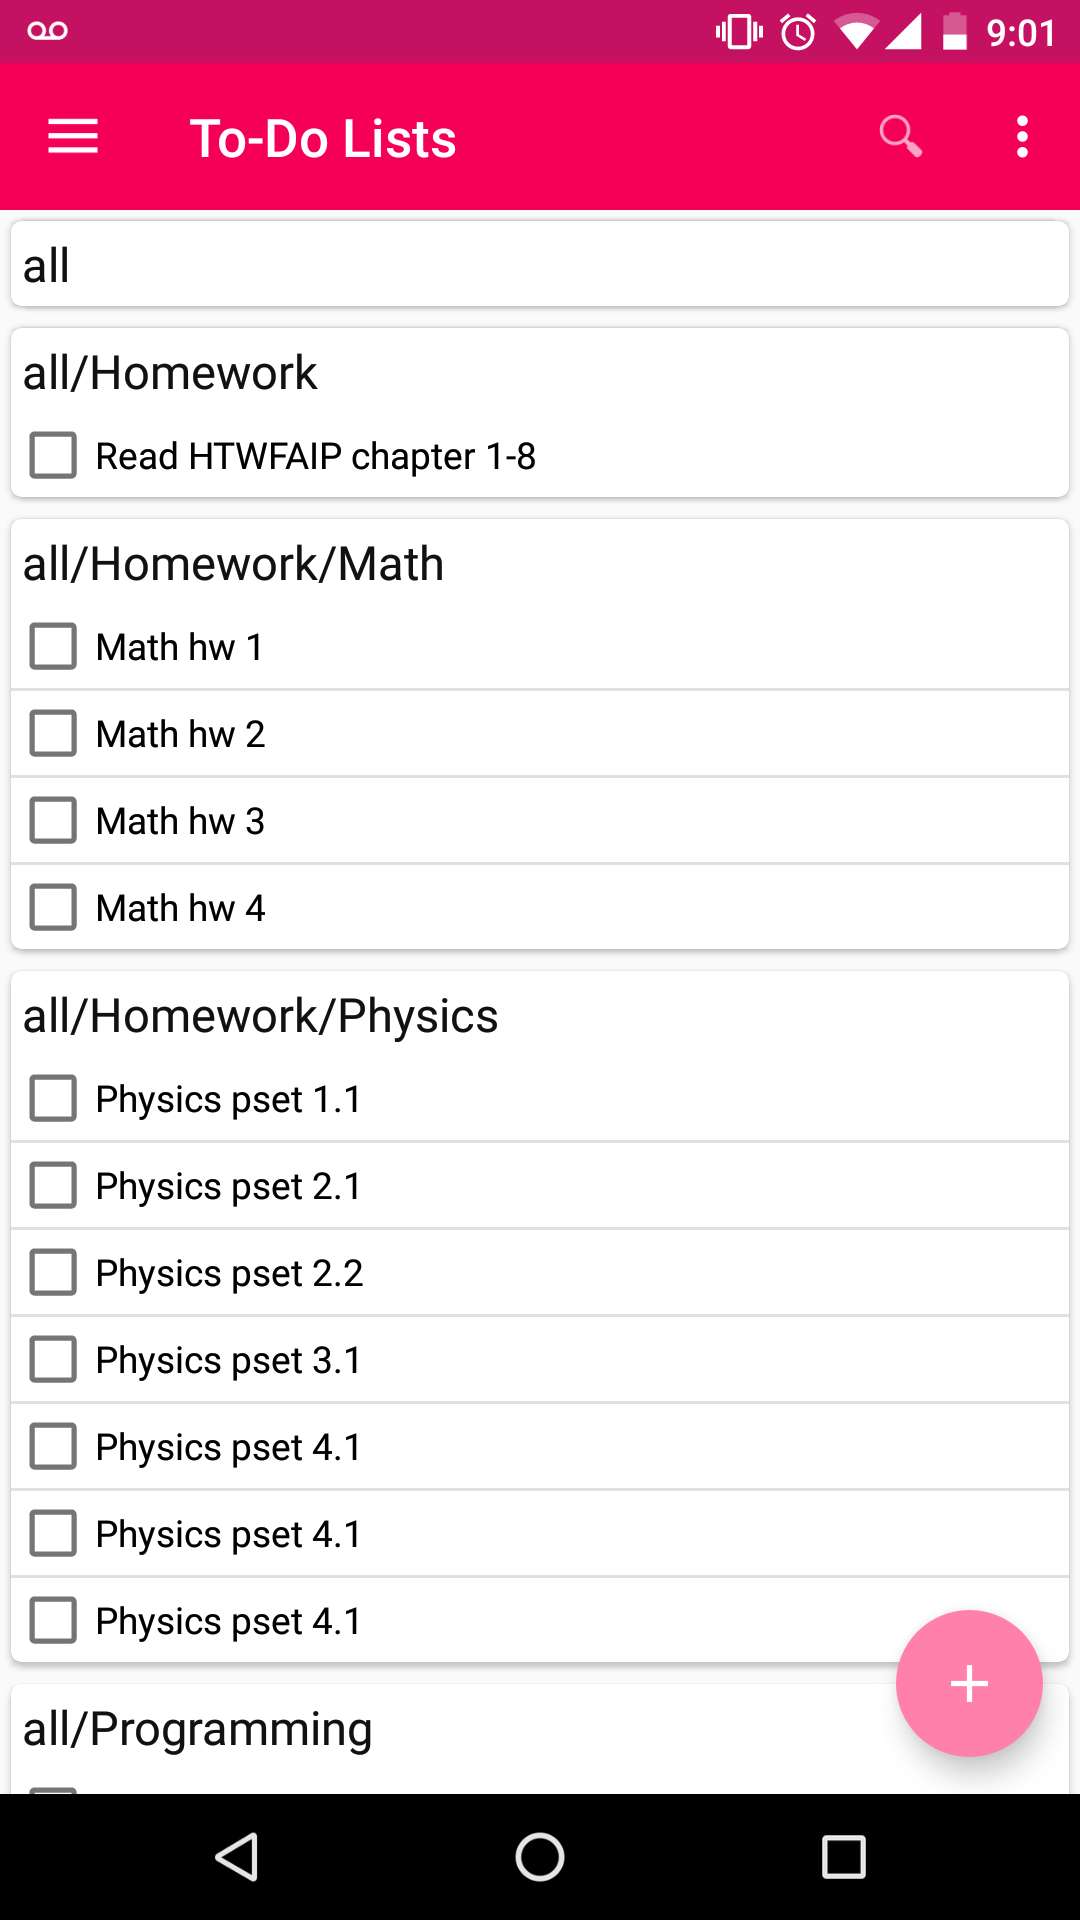 9:01
To-Do Lists
all
all/Homework
Read HTWFAIP chapter 1-8
all/Homework/Math
Math hw 1
Math hw 2
Math hw 3
Math hw 4
all/Homework/Physics
Physics pset 1.1
Physics pset 2.1
Physics pset 2.2
Physics pset 3.1
Physics pset 4.1
Physics pset 4.1
Physics pset 4.1
all/Programming